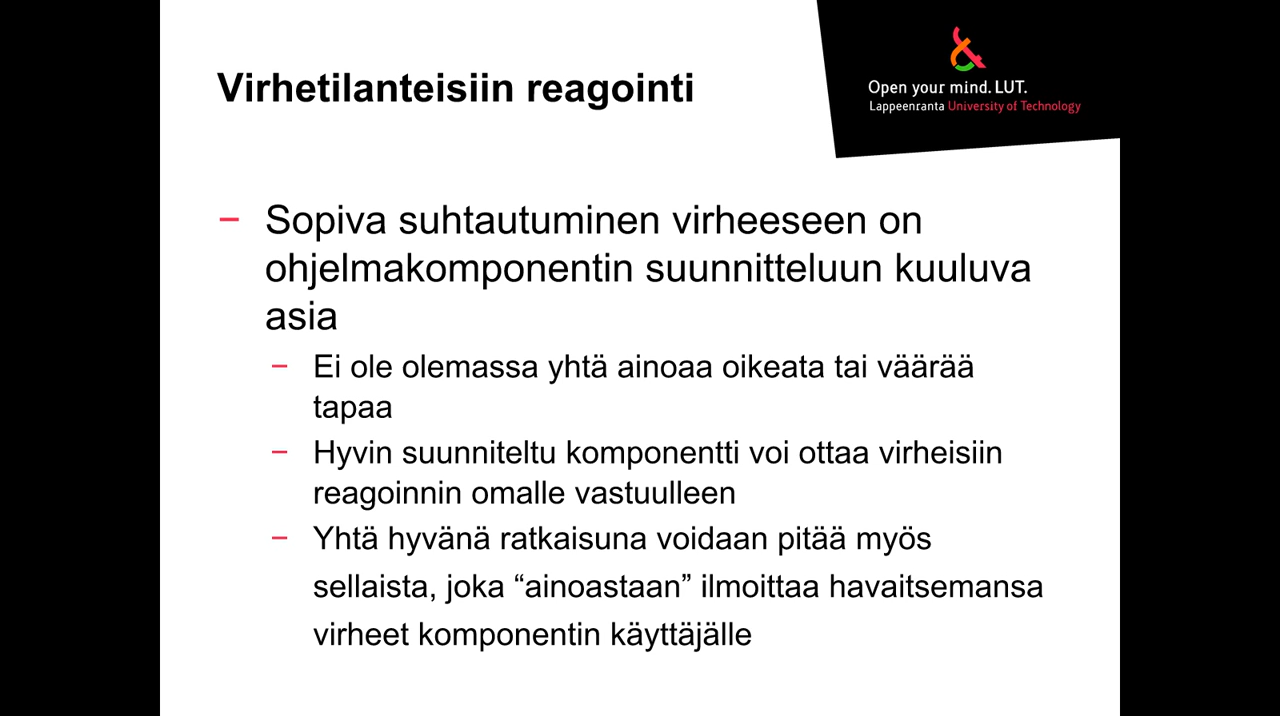 Virhetilanteisiin reagointi
Open your mind. LUT.
Lappeenranta University of Technology
– Sopiva suhtautuminen virheeseen on
ohjelmakomponentin suunnitteluun kuuluva
asia
– Ei ole olemassa yhtä ainoaa oikeata tai väärää
tapaa
– Hyvin suunniteltu komponentti voi ottaa virheisiin
reagoinnin omalle vastuulleen
– Yhtä hyvänä ratkaisuna voidaan pitää myös
sellaista, joka “ainoastaan” ilmoittaa havaitsemansa
virheet komponentin käyttäjälle